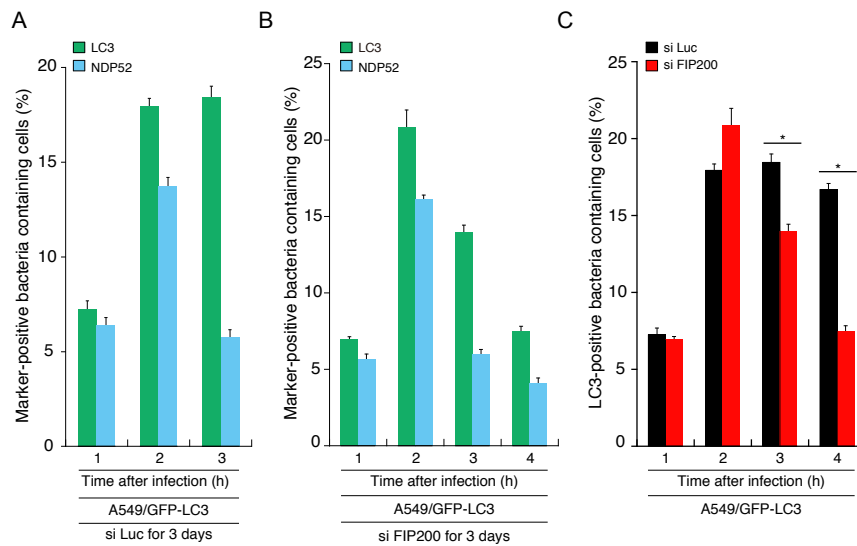 A
LC3
NDP52
Marker-positive bacteria containing cells (%)
20
15
10
5
0
1 2 3
Time after infection (h)
A549/GFP-LC3
si Luc for 3 days
B
LC3
NDP52
Marker-positive bacteria containing cells (%)
25
20
15
10
5
0
1 2 3 4
Time after infection (h)
A549/GFP-LC3
si FIP200 for 3 days
C
si Luc
si FIP200
LC3-positive bacteria containing cells (%)
25
20
15
10
5
0
* *
1 2 3 4
Time after infection (h)
A549/GFP-LC3